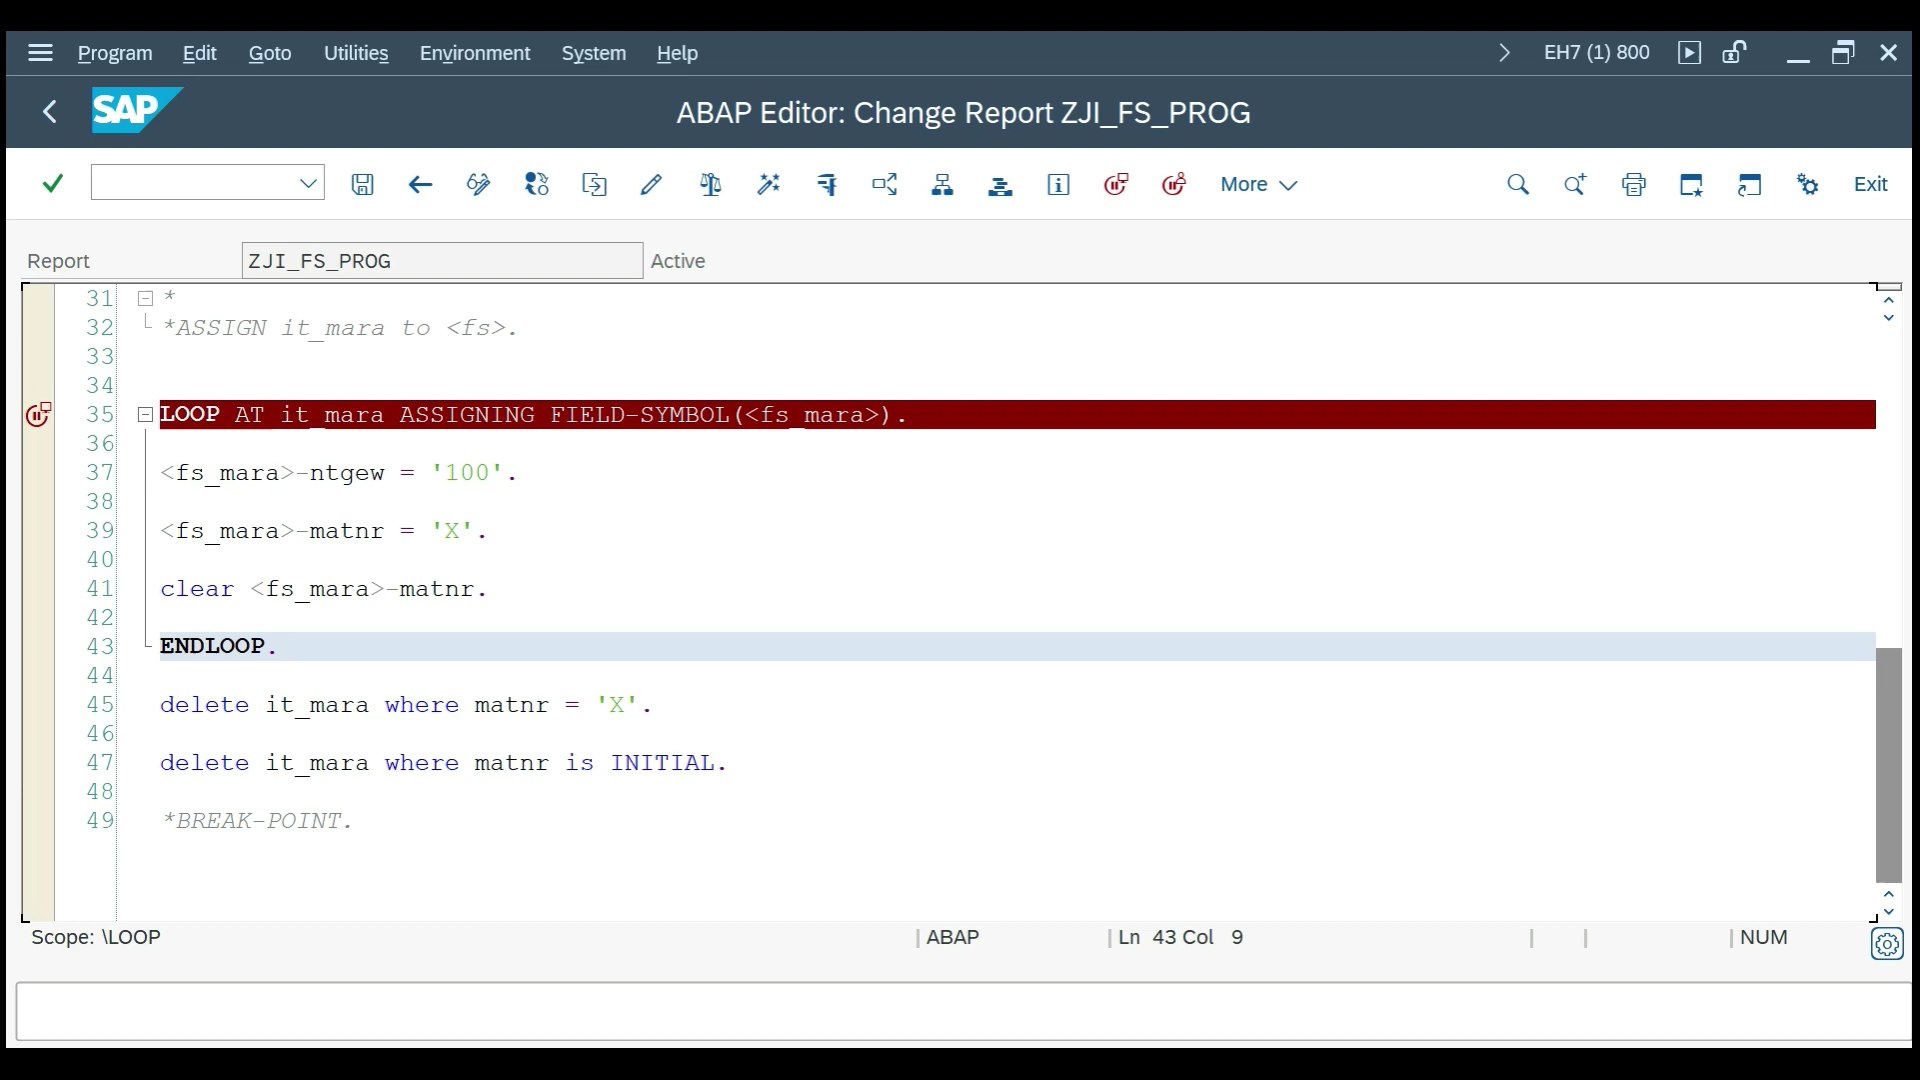 Program Edit Goto Utilities Environment System Help EH7 (1) 800
SAP ABAP Editor: Change Report ZJI_FS_PROG
More Exit
Report ZJI_FS_PROG Active
31 *
32 *ASSIGN it_mara to <fs>.
33
34
35 LOOP AT it_mara ASSIGNING FIELD-SYMBOL(<fs_mara>).
36
37 <fs_mara>-ntgew = '100'.
38
39 <fs_mara>-matnr = 'X'.
40
41 clear <fs_mara>-matnr.
42
43 ENDLOOP.
44
45 delete it_mara where matnr = 'X'.
46
47 delete it_mara where matnr is INITIAL.
48
49 *BREAK-POINT.
Scope: \LOOP ABAP Ln 43 Col 9 NUM